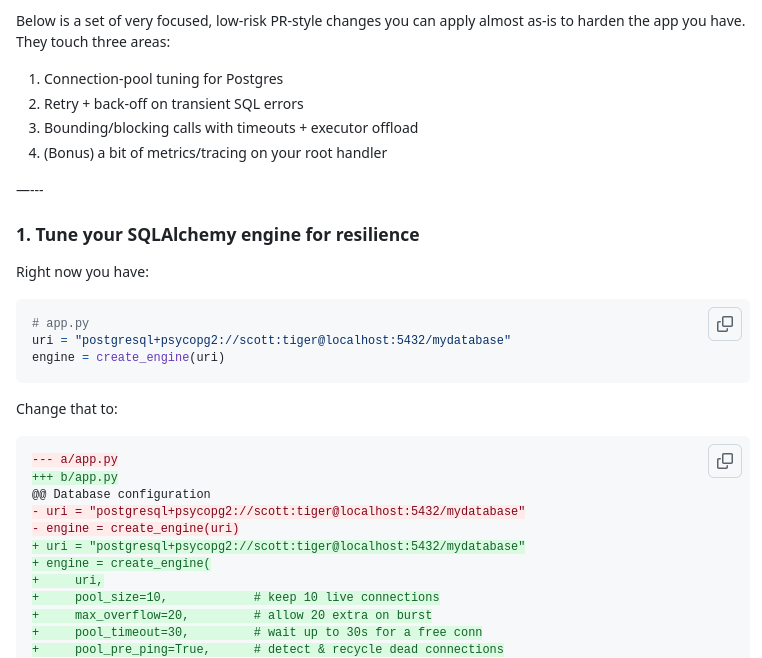 Below is a set of very focused, low-risk PR-style changes you can apply almost as-is to harden the app you have.
They touch three areas:
1. Connection-pool tuning for Postgres
2. Retry + back-off on transient SQL errors
3. Bounding/blocking calls with timeouts + executor offload
4. (Bonus) a bit of metrics/tracing on your root handler
—---
1. Tune your SQLAlchemy engine for resilience
Right now you have:
# app.py
uri = "postgresql+psycopg2://scott:tiger@localhost:5432/mydatabase"
engine = create_engine(uri)
Change that to:
--- a/app.py
+++ b/app.py
@@ Database configuration
- uri = "postgresql+psycopg2://scott:tiger@localhost:5432/mydatabase"
- engine = create_engine(uri)
+ uri = "postgresql+psycopg2://scott:tiger@localhost:5432/mydatabase"
+ engine = create_engine(
+     uri,
+     pool_size=10,            # keep 10 live connections
+     max_overflow=20,         # allow 20 extra on burst
+     pool_timeout=30,         # wait up to 30s for a free conn
+     pool_pre_ping=True,      # detect & recycle dead connections